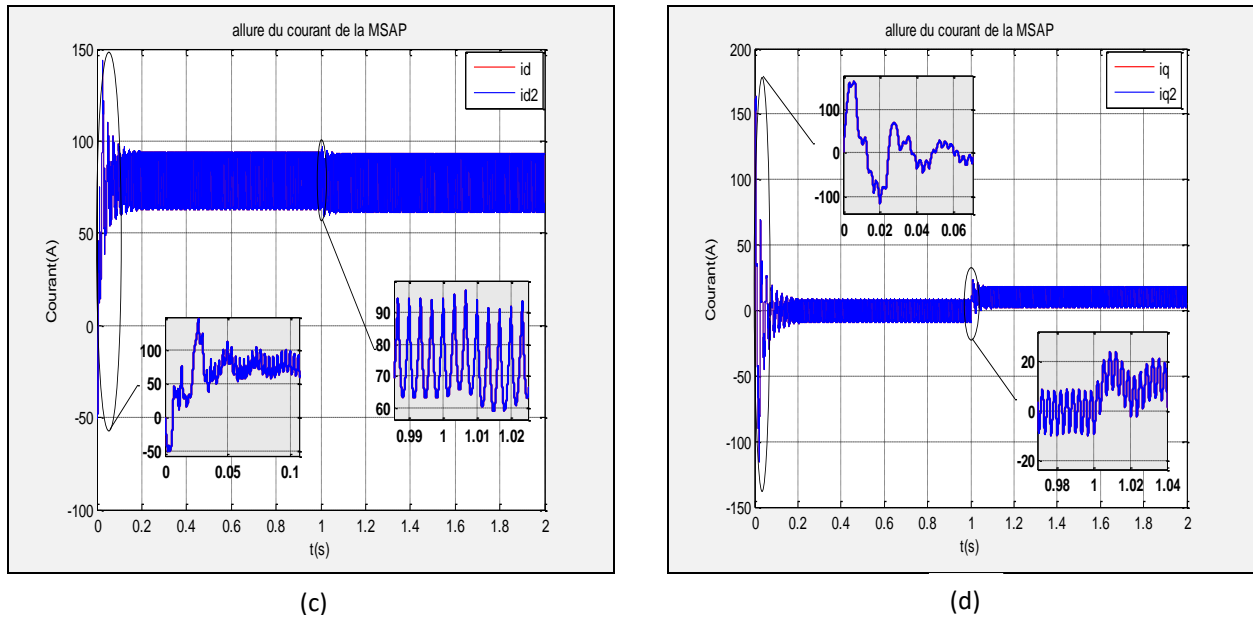 allure du courant de la MSAP
150
100
50
0
-50
-100
Courant(A)
0 0.2 0.4 0.6 0.8 1 1.2 1.4 1.6 1.8 2
t(s)
id
id2
100
50
0
-50
0 0.05 0.1
90
80
70
60
0.99 1 1.01 1.02
(c)
allure du courant de la MSAP
200
150
100
50
0
-50
-100
-150
Courant(A)
0 0.2 0.4 0.6 0.8 1 1.2 1.4 1.6 1.8 2
t(s)
iq
iq2
100
0
-100
0 0.02 0.04 0.06
20
0
-20
0.98 1 1.02 1.04
(d)